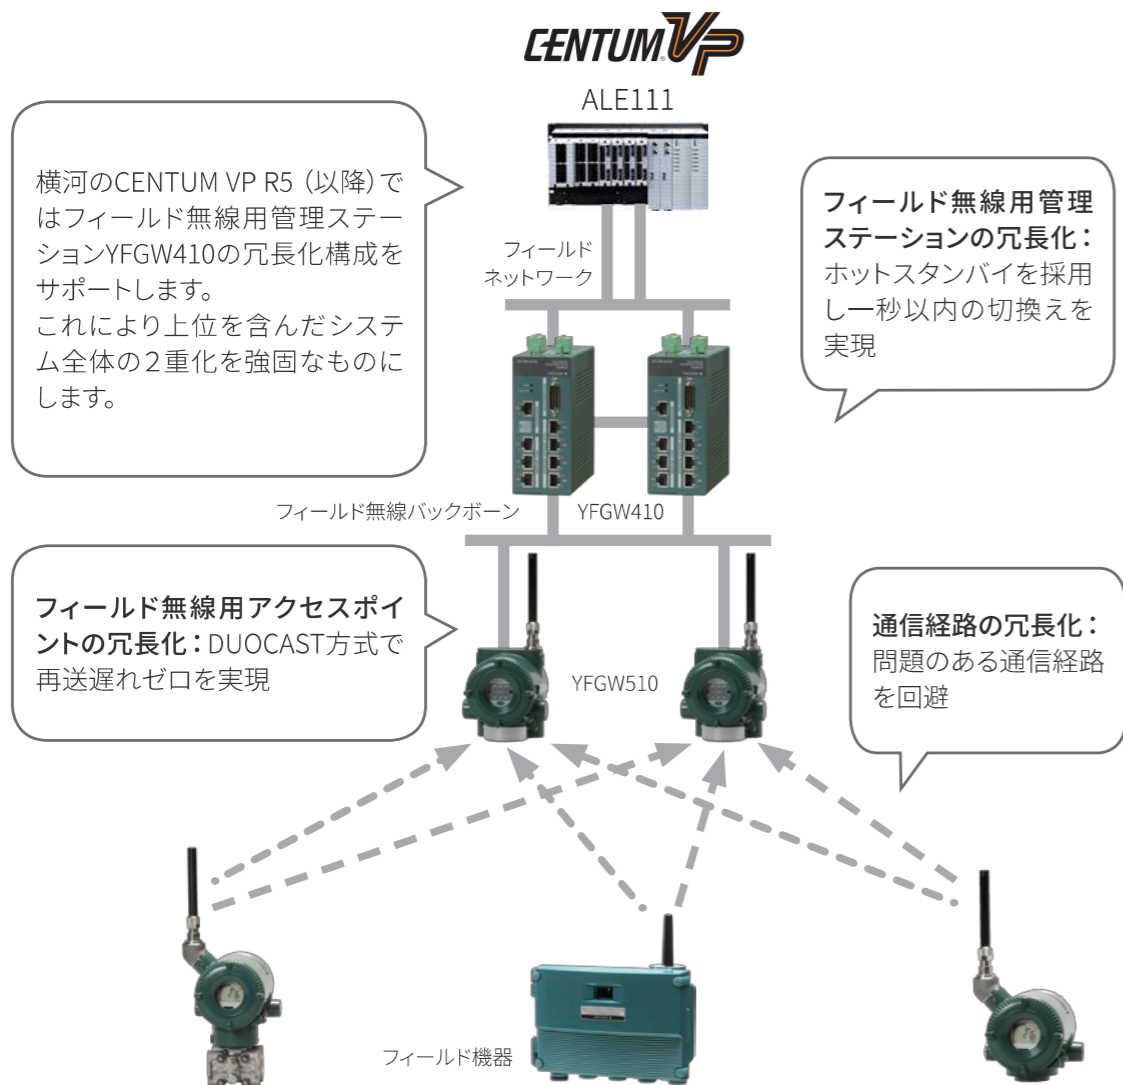 CENTUM VP
ALE111
横河のCENTUM VP R5（以降）で
はフィールド無線用管理ステー
ションYFGW410の冗長化構成を
サポートします。
これにより上位を含んだシステ
ム全体の２重化を強固なものに
します。
フィールド
ネットワーク
フィールド無線用管理
ステーションの冗長化：
ホットスタンバイを採用
し一秒以内の切換えを
実現
フィールド無線バックボーン
YFGW410
フィールド無線用アクセスポイ
ントの冗長化：DUOCAST方式で
再送遅れゼロを実現
YFGW510
通信経路の冗長化：
問題のある通信経路
を回避
フィールド機器